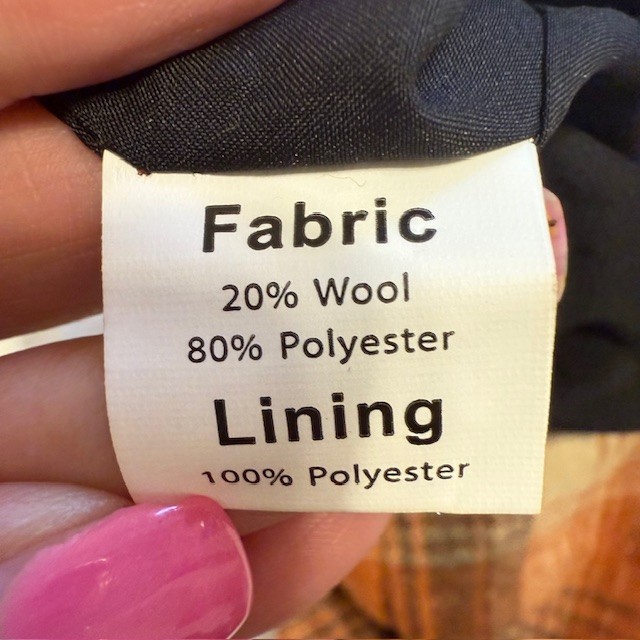 Fabric
20% Wool
80% Polyester
Lining
100% Polyester